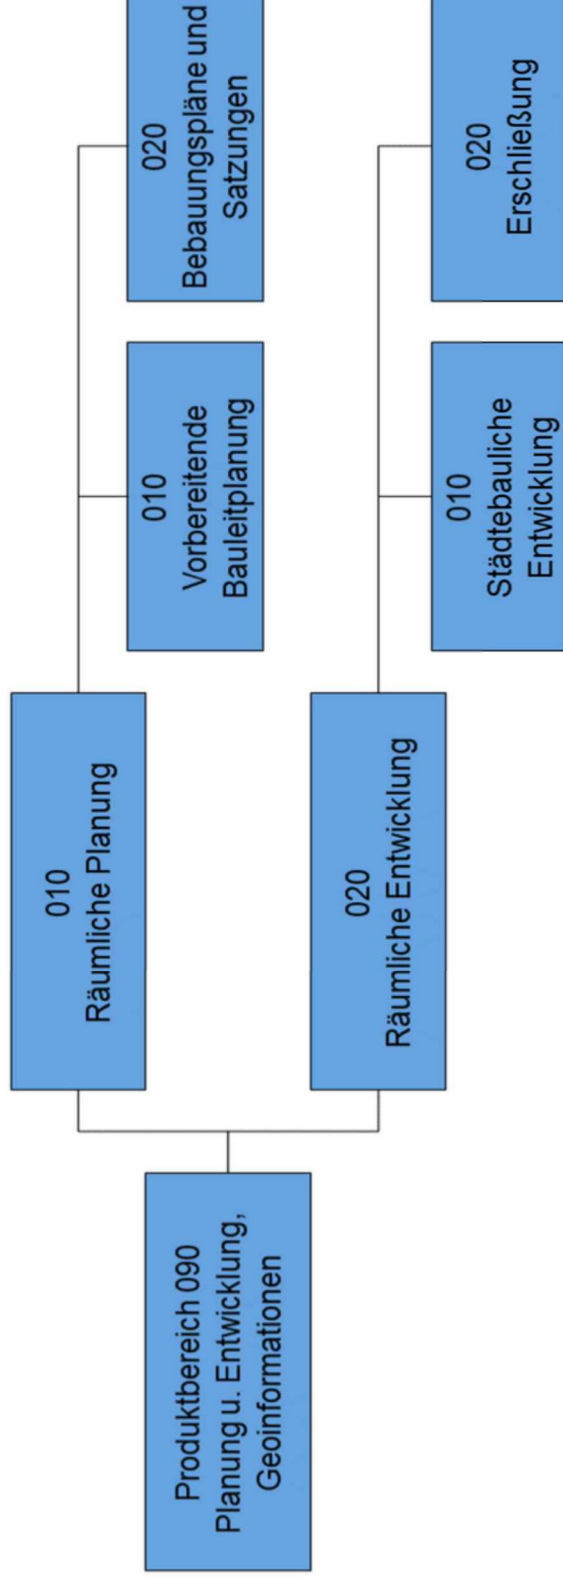 Produktbereich 090
Planung u. Entwicklung,
Geoinformationen
010
Räumliche Planung
010
Vorbereitende
Bauleitplanung
020
Bebauungspläne und
Satzungen
020
Räumliche Entwicklung
010
Städtebauliche
Entwicklung
020
Erschließung